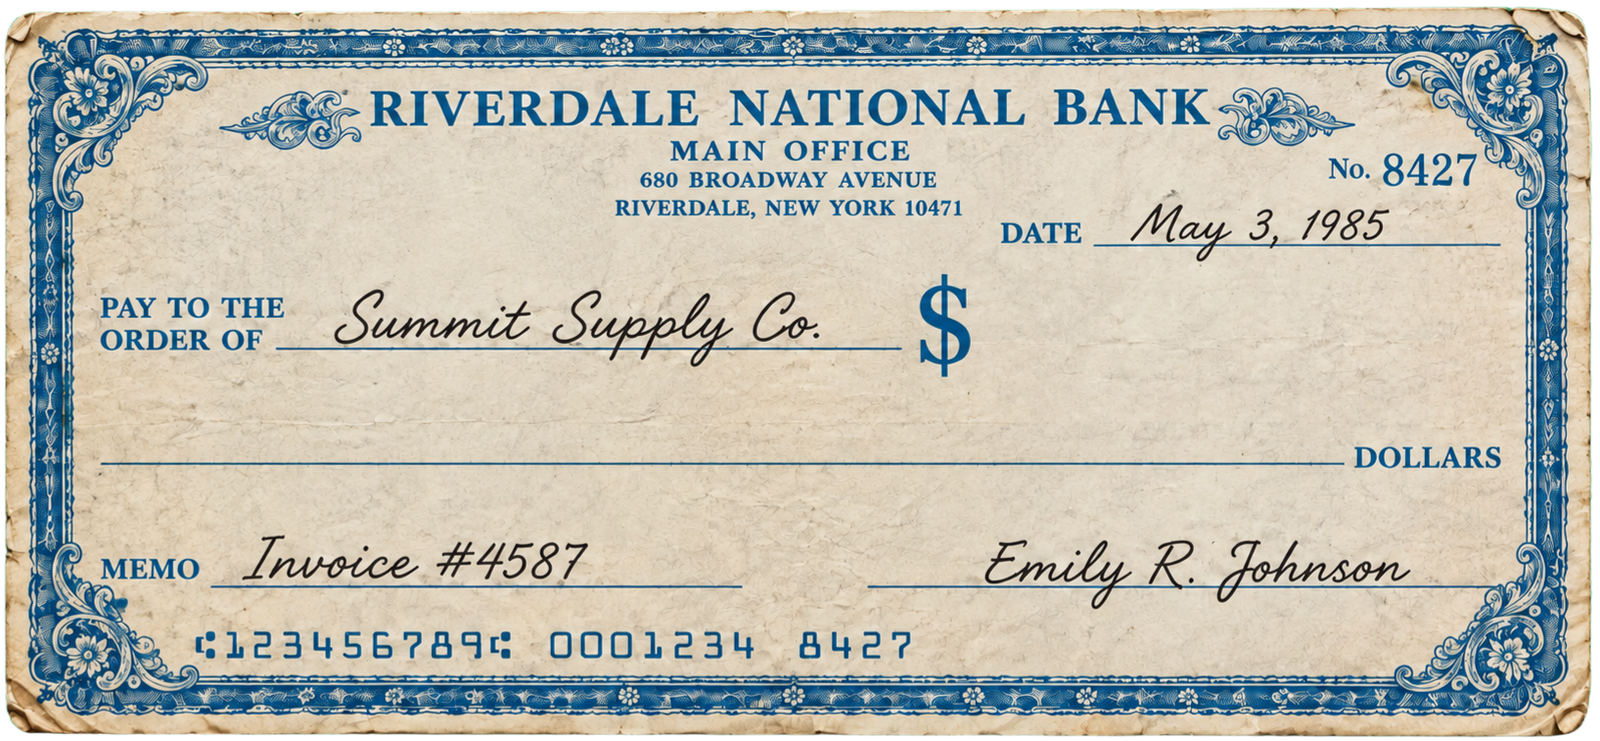 RIVERDALE NATIONAL BANK
MAIN OFFICE
680 BROADWAY AVENUE
RIVERDALE, NEW YORK 10471
No. 8427
DATE May 3, 1985
PAY TO THE
ORDER OF Summit Supply Co. $
DOLLARS
MEMO Invoice #4587
Emily R. Johnson
⑆123456789⑆ 0001234 8427